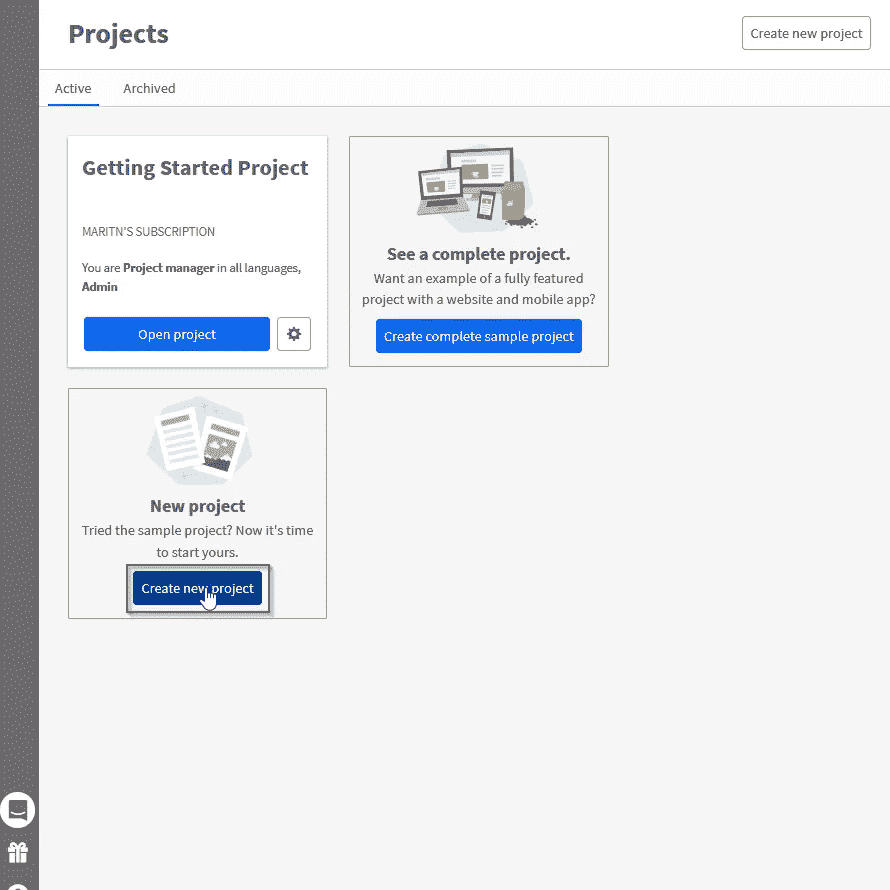 Projects
Create new project
Active
Archived
Getting Started Project
MARITN'S SUBSCRIPTION
You are Project manager in all languages,
Admin
Open project
See a complete project.
Want an example of a fully featured
project with a website and mobile app?
Create complete sample project
New project
Tried the sample project? Now it's time
to start yours.
Create new project